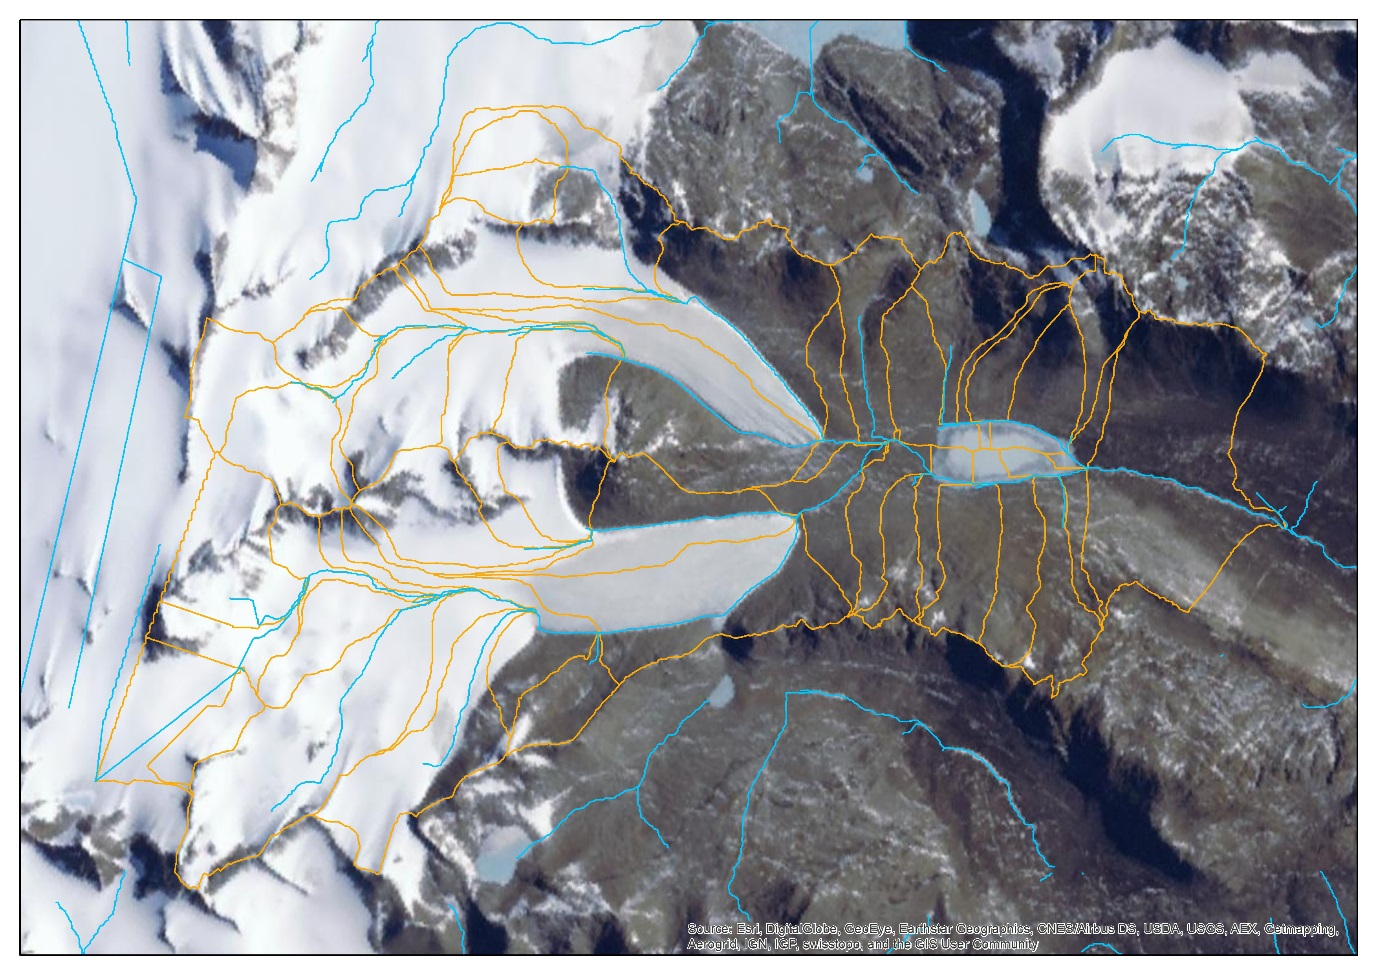 Source: Esri, DigitalGlobe, GeoEye, Earthstar Geographics, CNES/Airbus DS, USDA, USGS, AEX, Getmapping,
Aerogrid, IGN, IGP, swisstopo, and the GIS User Community